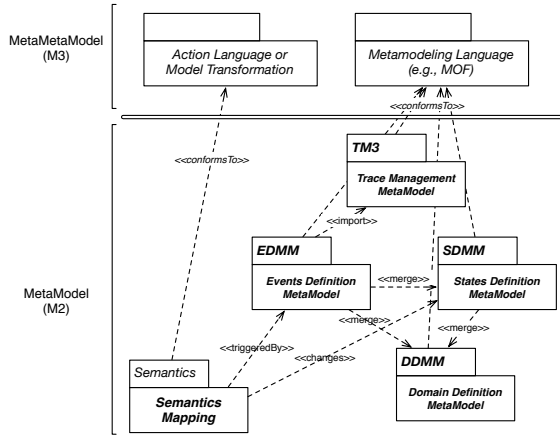 MetaMetaModel
(M3)
Action Language or
Model Transformation
Metamodeling Language
(e.g., MOF)
<<conformsTo>>
<<conformsTo>>
TM3
Trace Management
MetaModel
<<import>>
EDMM
Events Definition
MetaModel
<<merge>>
SDMM
States Definition
MetaModel
MetaModel
(M2)
<<merge>>
<<merge>>
<<triggeredBy>>
<<changes>>
DDMM
Domain Definition
MetaModel
Semantics
Semantics
Mapping